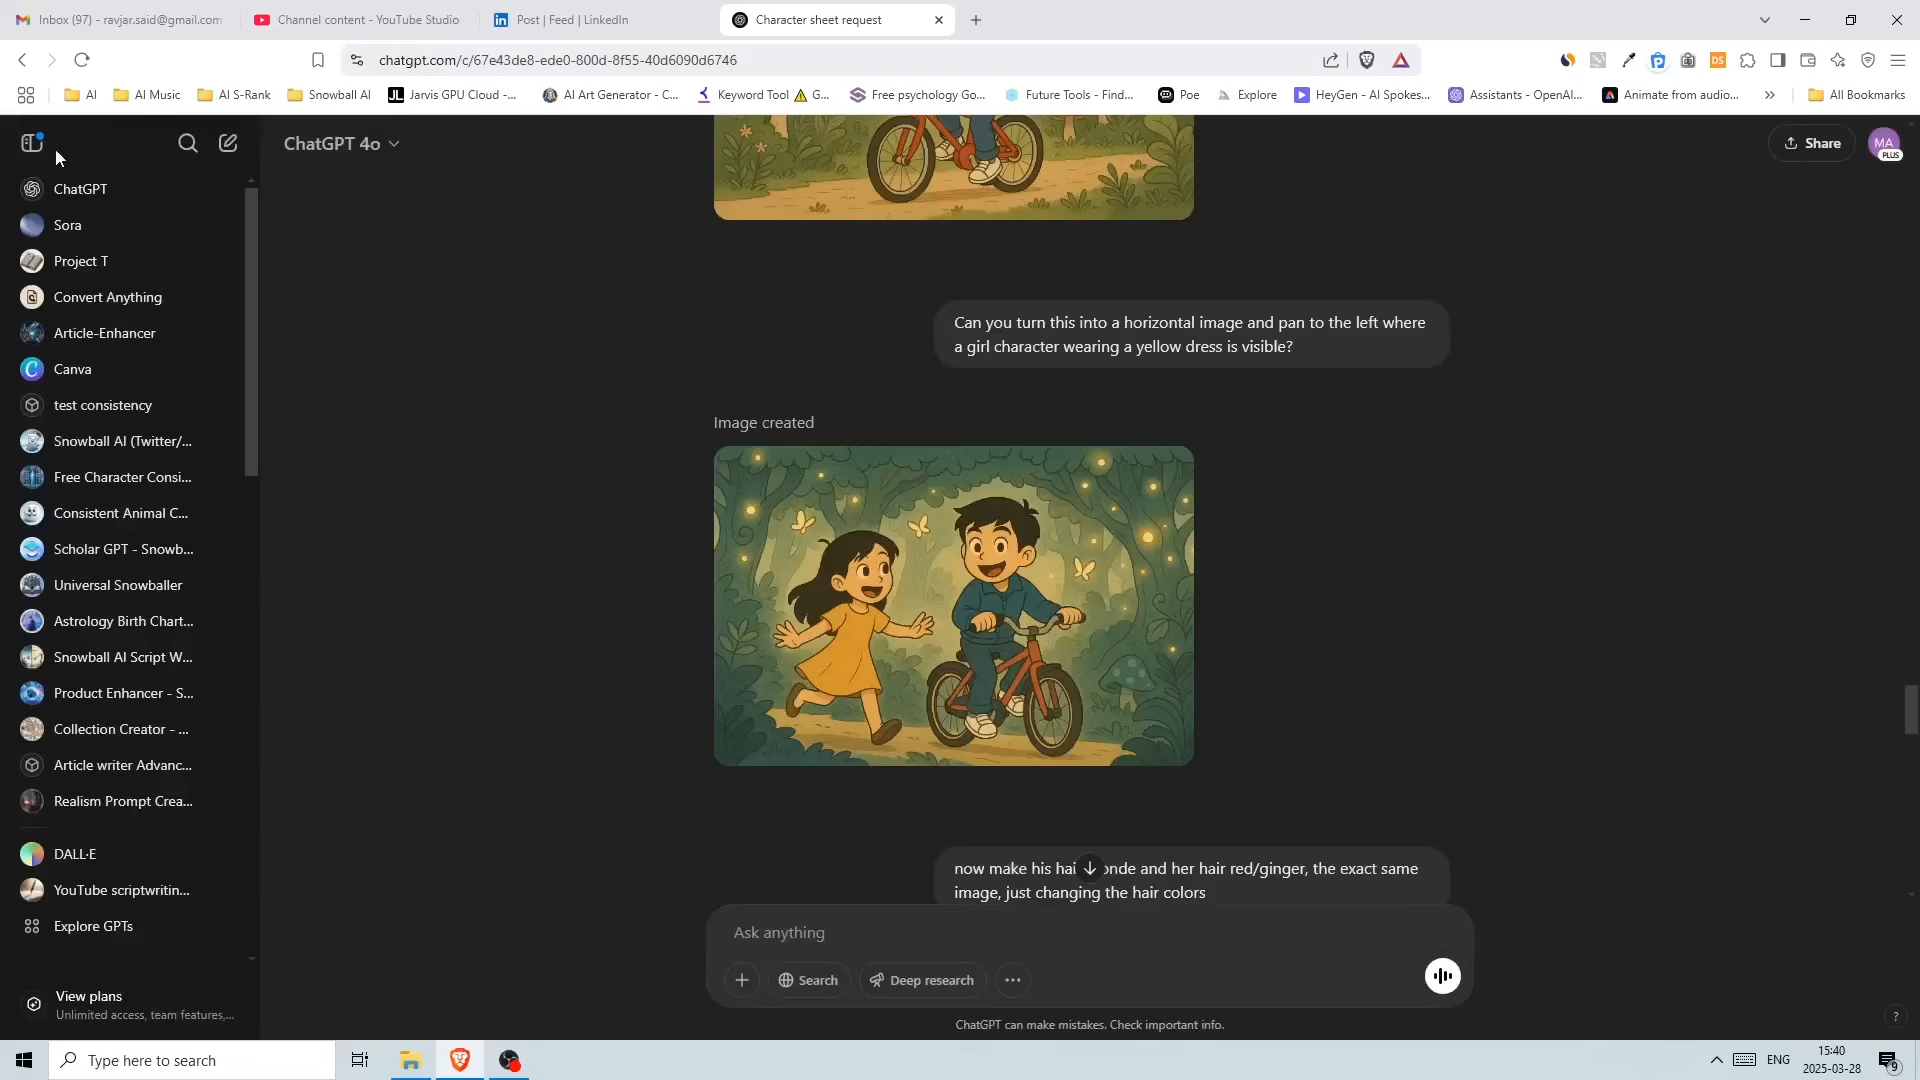 Inbox (97) - ravjar.said@gmail.com
Channel content - YouTube Studio
Post | Feed | LinkedIn
Character sheet request
chatgpt.com/c/67e43de8-ede0-800d-8f55-40d6090d6746
DS
AI
AI Music
AI S-Rank
Snowball AI
JL Jarvis GPU Cloud -...
AI Art Generator - C...
Keyword Tool ⚠ G...
Free psychology Go...
Future Tools - Find...
Poe
Explore
HeyGen - AI Spokes...
Assistants - OpenAI...
Animate from audio...
All Bookmarks
ChatGPT 4o
Share
MA
PLUS
ChatGPT
Sora
Project T
Convert Anything
Article-Enhancer
Canva
test consistency
Snowball AI (Twitter/...
Free Character Consi...
Consistent Animal C...
Scholar GPT - Snowb...
Universal Snowballer
Astrology Birth Chart...
Snowball AI Script W...
Product Enhancer - S...
Collection Creator - ...
Article writer Advanc...
Realism Prompt Crea...
DALL·E
YouTube scriptwritin...
Explore GPTs
View plans
Unlimited access, team features,...
Can you turn this into a horizontal image and pan to the left where
a girl character wearing a yellow dress is visible?
Image created
now make his hai onde and her hair red/ginger, the exact same
image, just changing the hair colors
Ask anything
Search
Deep research
ChatGPT can make mistakes. Check important info.
?
Type here to search
ENG
15:40
2025-03-28
9